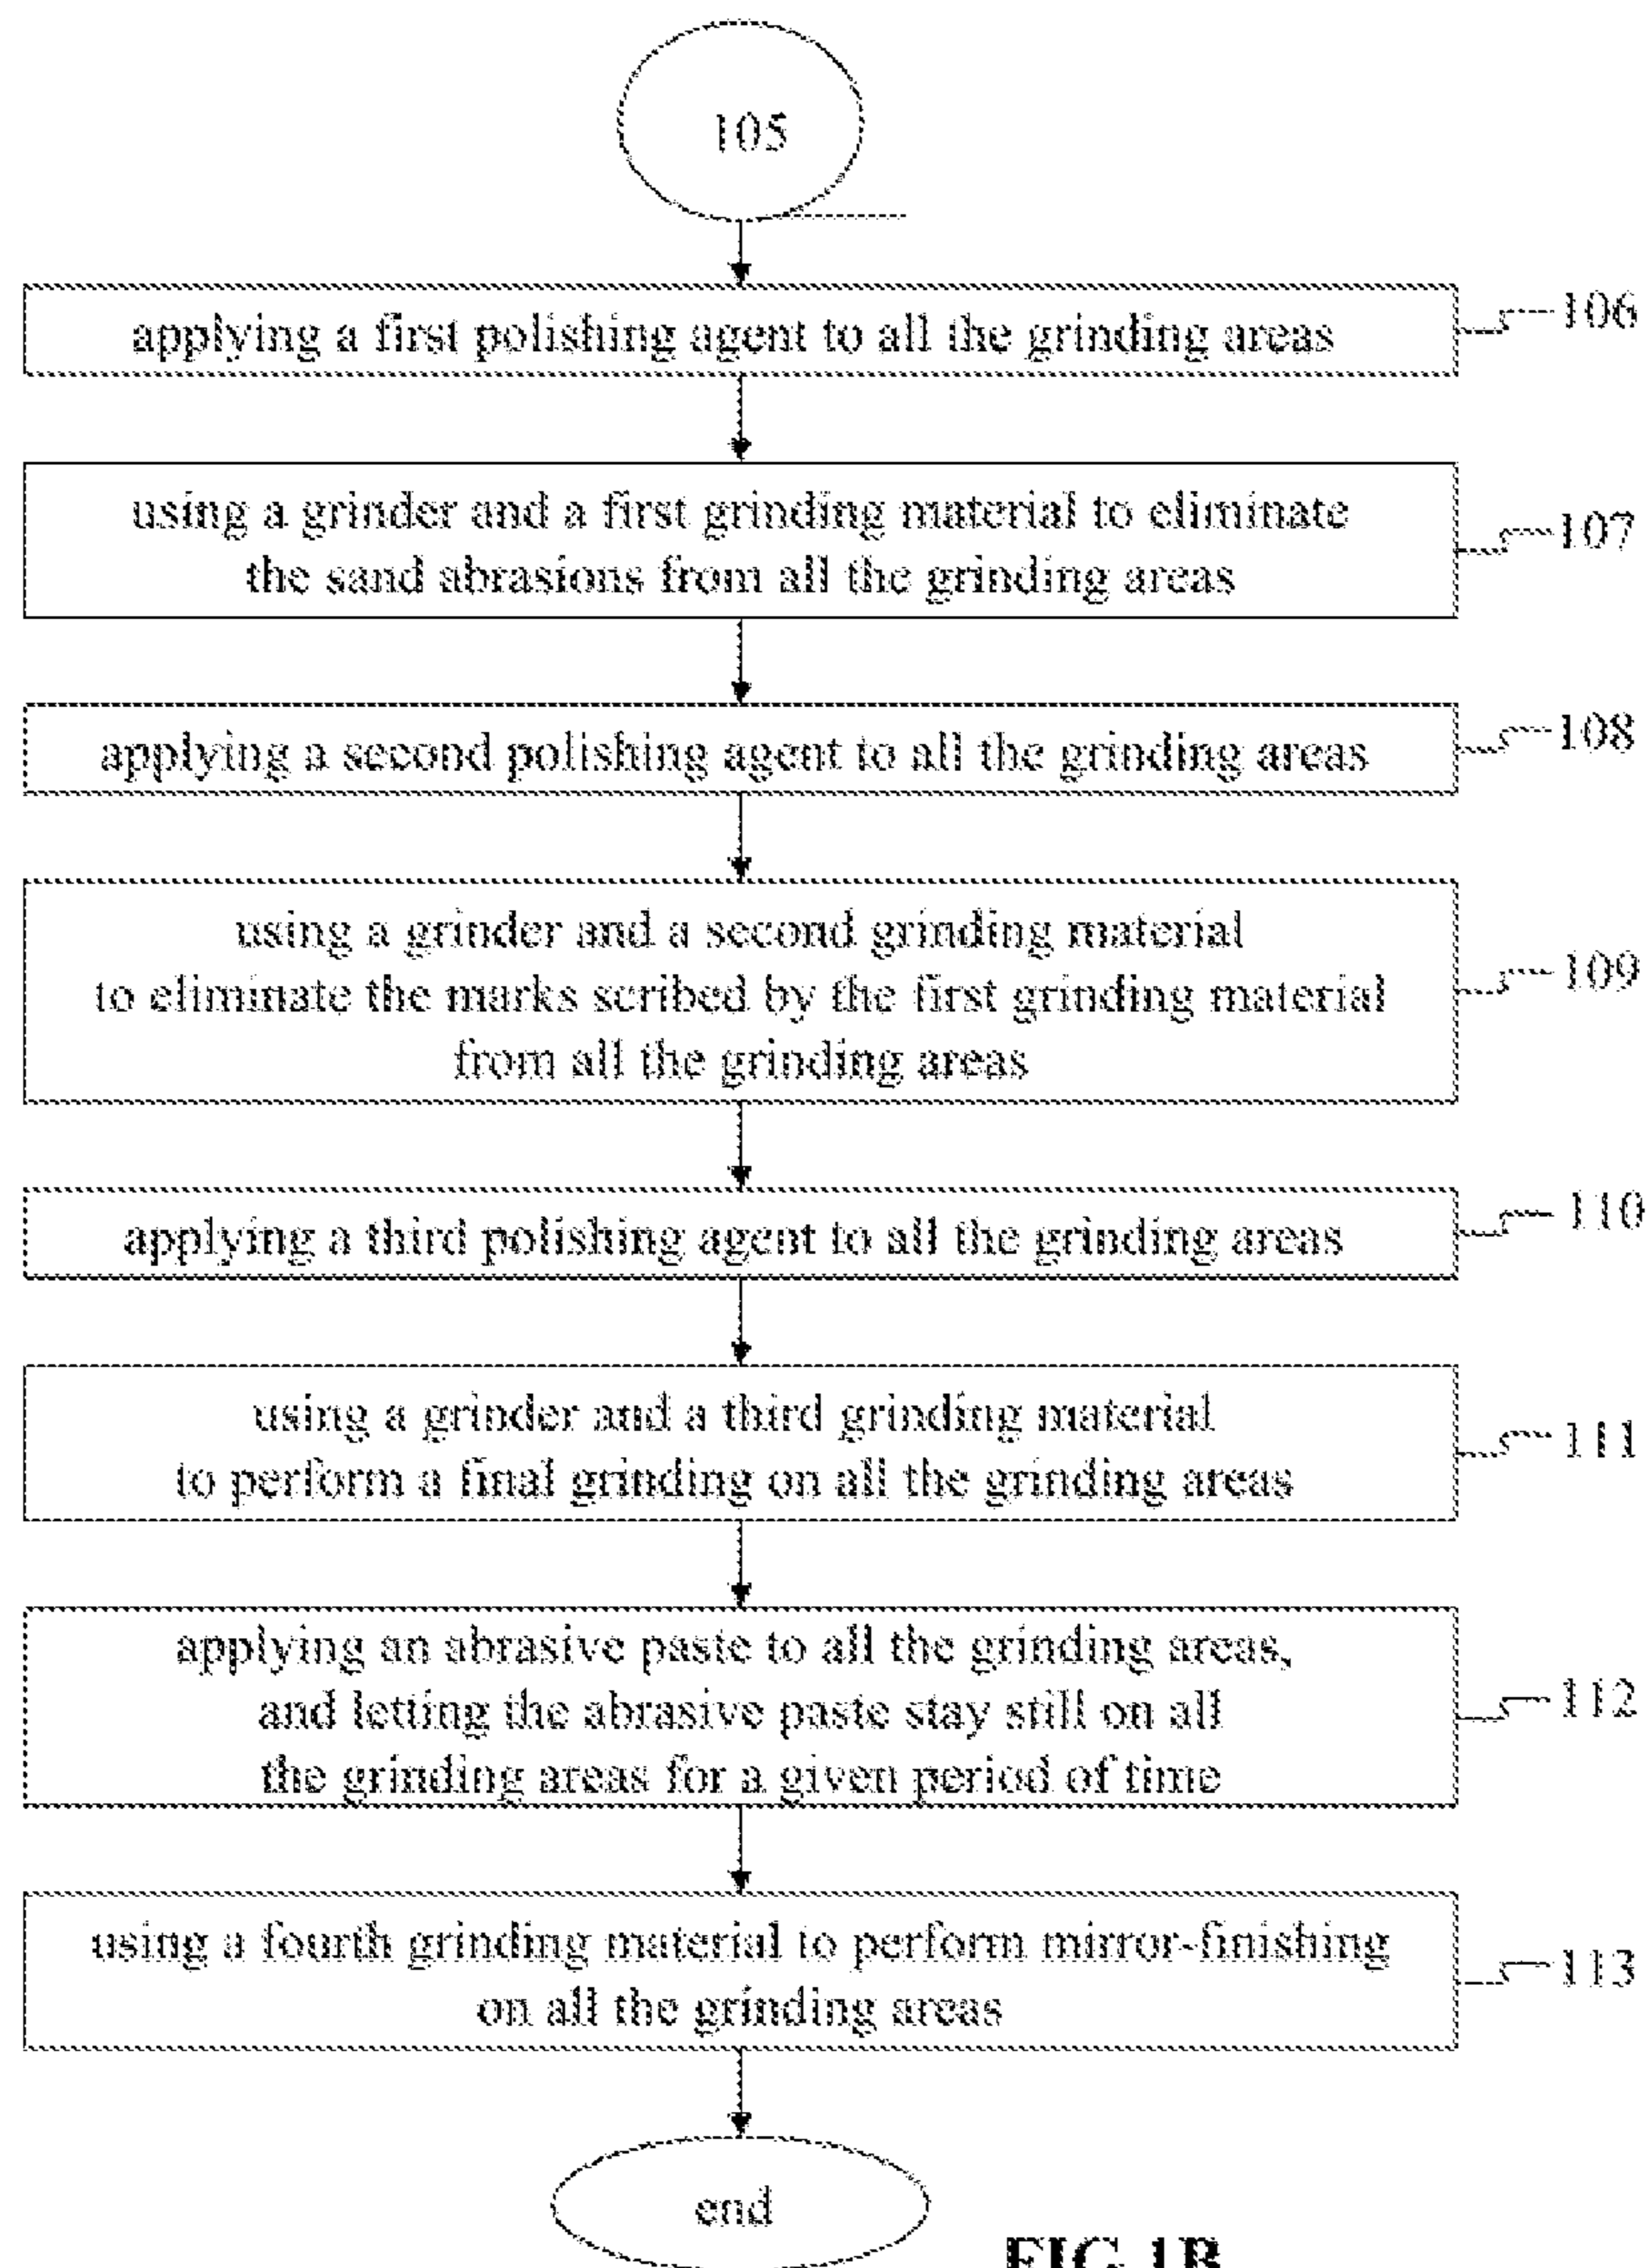 105
applying a first polishing agent to all the grinding areas
106
using a grinder and a first grinding material to eliminate
the sand abrasions from all the grinding areas
107
applying a second polishing agent to all the grinding areas
108
using a grinder and a second grinding material
to eliminate the marks scribed by the first grinding material
from all the grinding areas
109
applying a third polishing agent to all the grinding areas
110
using a grinder and a third grinding material
to perform a final grinding on all the grinding areas
111
applying an abrasive paste to all the grinding areas,
and letting the abrasive paste stay still on all
the grinding areas for a given period of time
112
using a fourth grinding material to perform mirror-finishing
on all the grinding areas
113
end
FIG 1B